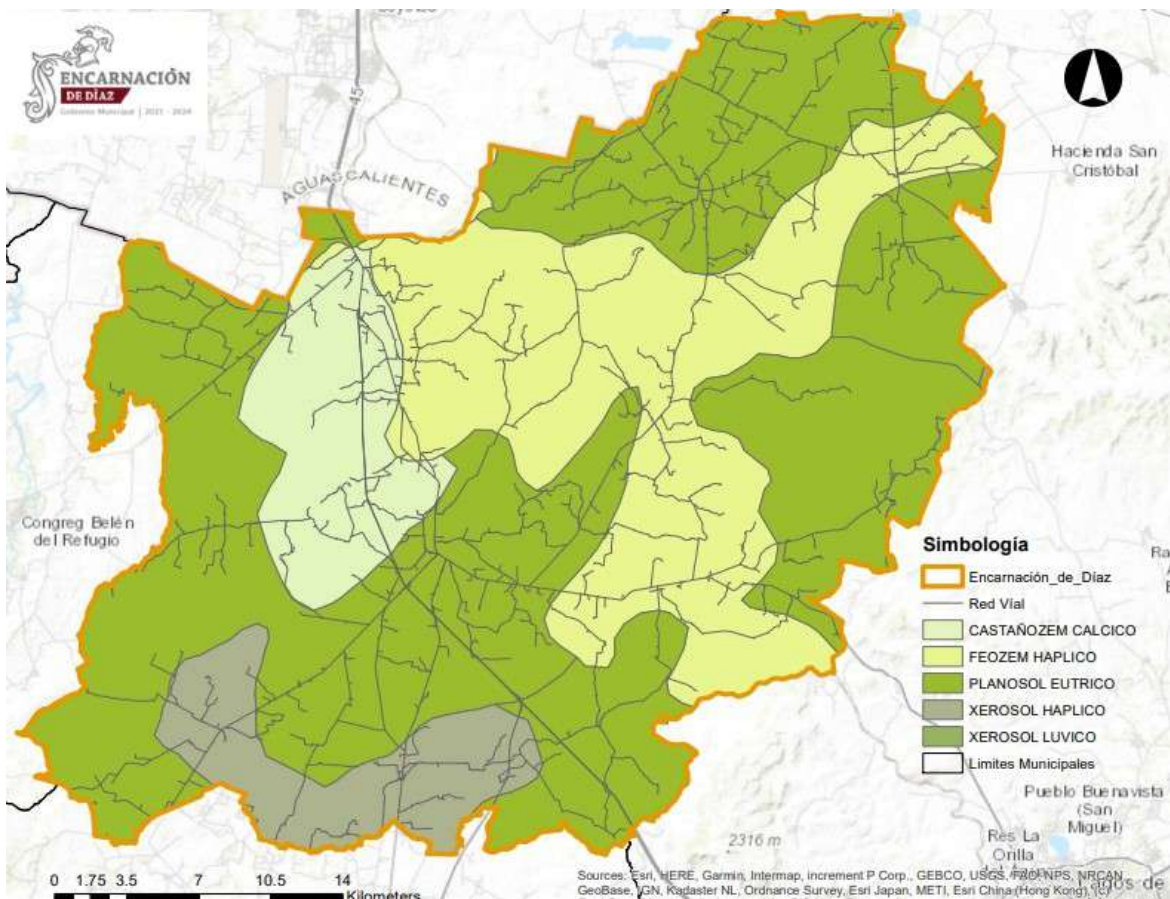 ENCARNACIÓN
DE DÍAZ
Gobierno Municipal | 2021 - 2024
45
AGUASCALIENTES
Hacienda San
Cristóbal
Congreg Belén
del Refugio
Simbología
Encarnación_de_Díaz
Red Víal
CASTAÑOZEM CALCICO
FEOZEM HAPLICO
PLANOSOL EUTRICO
XEROSOL HAPLICO
XEROSOL LUVICO
Limites Municipales
Pueblo Buenavista
(San
Miguel)
2316 m
Res La
Orilla
Lagos de
0 1.75 3.5 7 10.5 14
Kilometers
Sources: Esri, HERE, Garmin, Intermap, increment P Corp., GEBCO, USGS, FAO, NPS, NRCAN,
GeoBase, IGN, Kadaster NL, Ordnance Survey, Esri Japan, METI, Esri China (Hong Kong), (c)